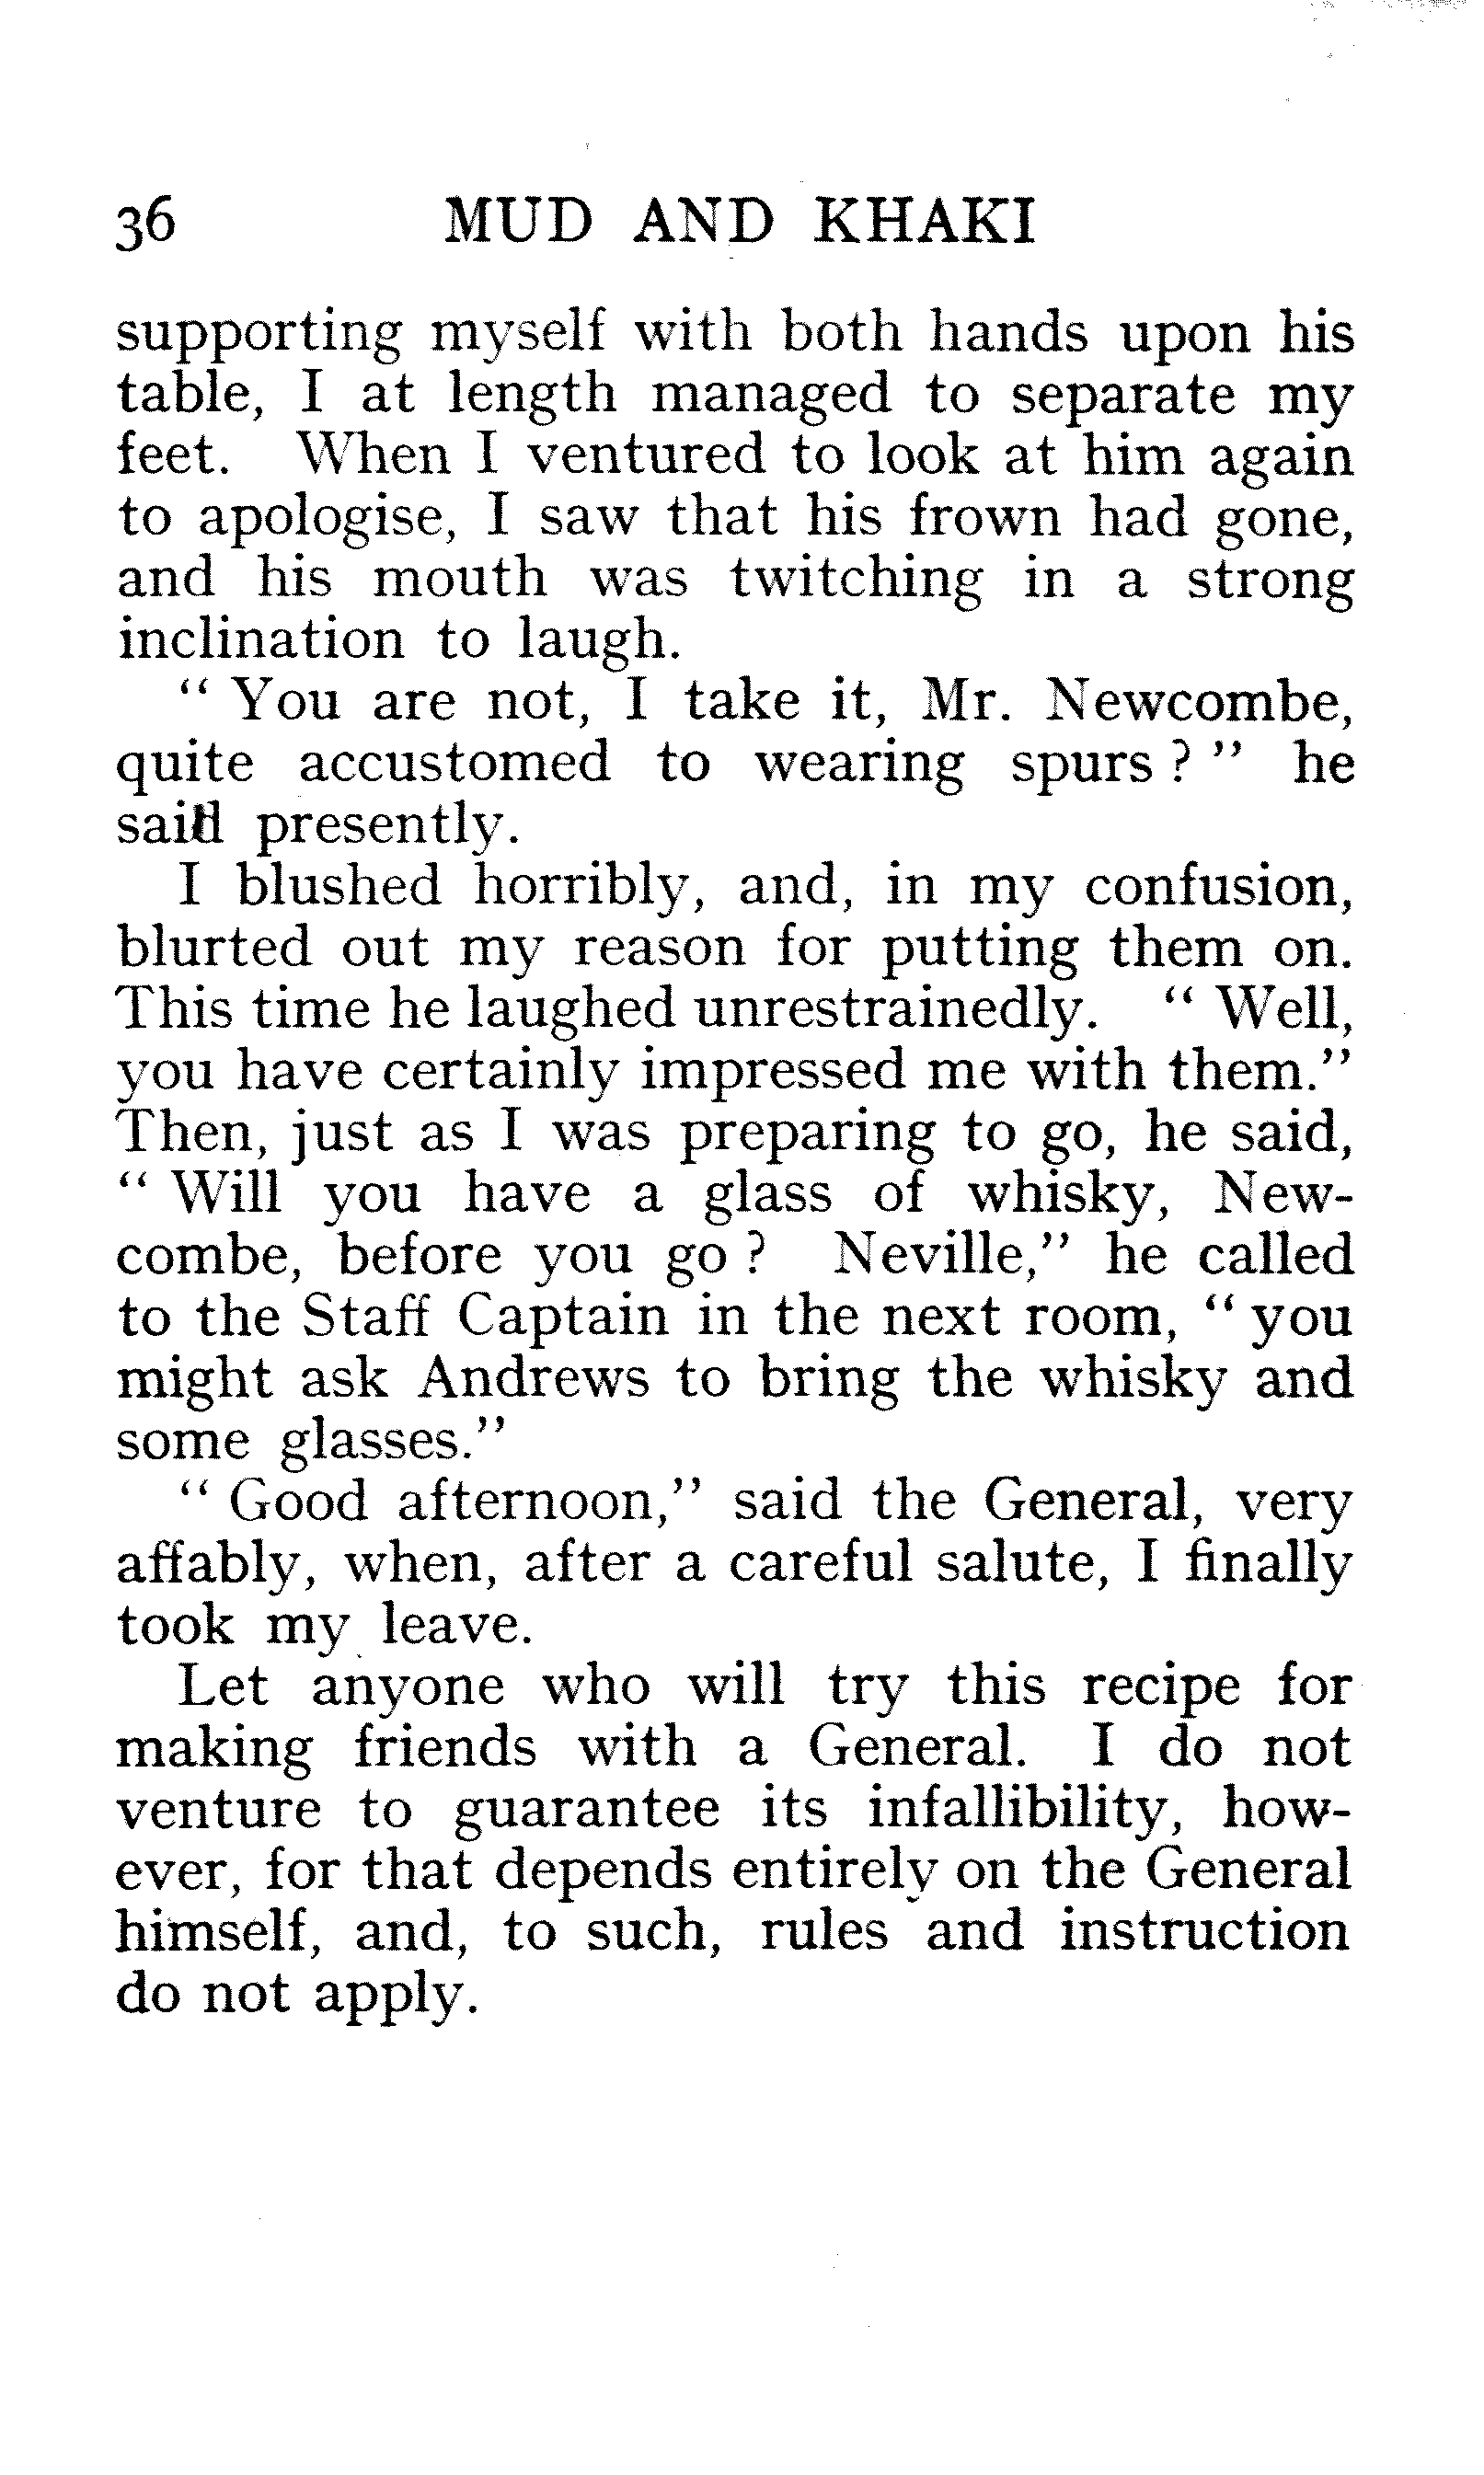 36 MUD AND KHAKI
supporting myself with both hands upon his
table, I at length managed to separate my
feet. When I ventured to look at him again
to apologise, I saw that his frown had gone,
and his mouth was twitching in a strong
inclination to laugh.
“ You are not, I take it, Mr. Newcombe,
quite accustomed to wearing spurs ? ” he
said presently.
I blushed horribly, and, in my confusion,
blurted out my reason for putting them on.
This time he laughed unrestrainedly. “ Well,
you have certainly impressed me with them.”
Then, just as I was preparing to go, he said,
“ Will you have a glass of whisky, New-
combe, before you go ? Neville,” he called
to the Staff Captain in the next room, “ you
might ask Andrews to bring the whisky and
some glasses.”
“ Good afternoon,” said the General, very
affably, when, after a careful salute, I finally
took my leave.
Let anyone who will try this recipe for
making friends with a General. I do not
venture to guarantee its infallibility, how-
ever, for that depends entirely on the General
himself, and, to such, rules and instruction
do not apply.